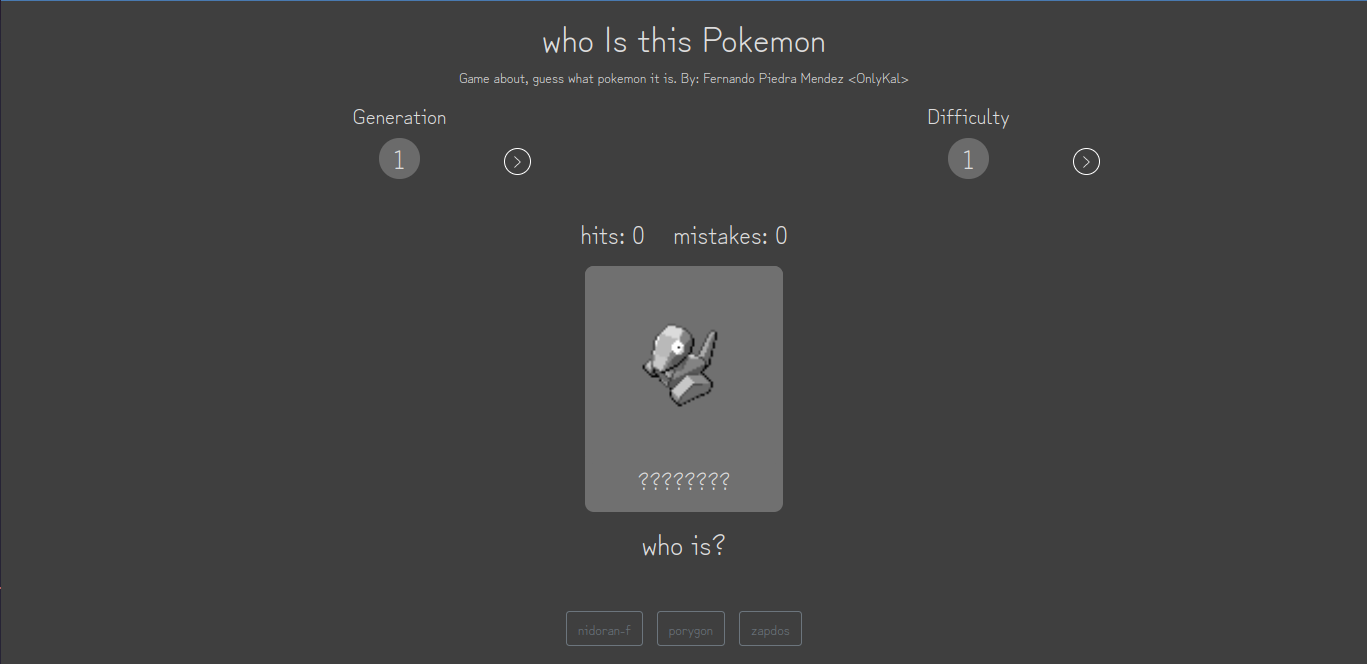 who Is this Pokemon
Game about, guess what pokemon it is. By: Fernando Piedra Mendez <OnlyKal>
Generation
Difficulty
1
1
hits: 0 mistakes: 0
????????
who is?
nidoran-f porygon zapdos